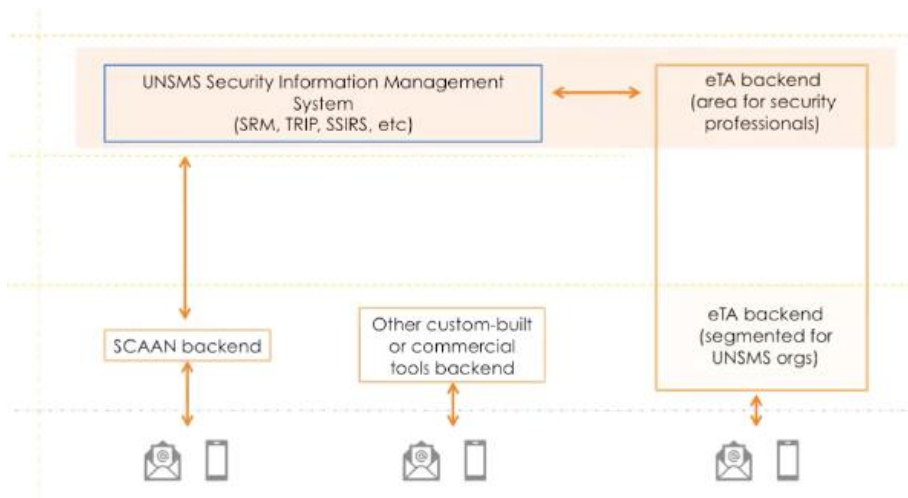 UNSMS Security Information Management
System
(SRM, TRIP, SSIRS, etc)
eTA backend
(area for security
professionals)
SCAAN backend
Other custom-built
or commercial
tools backend
eTA backend
(segmented for
UNSMS orgs)
@
@
@